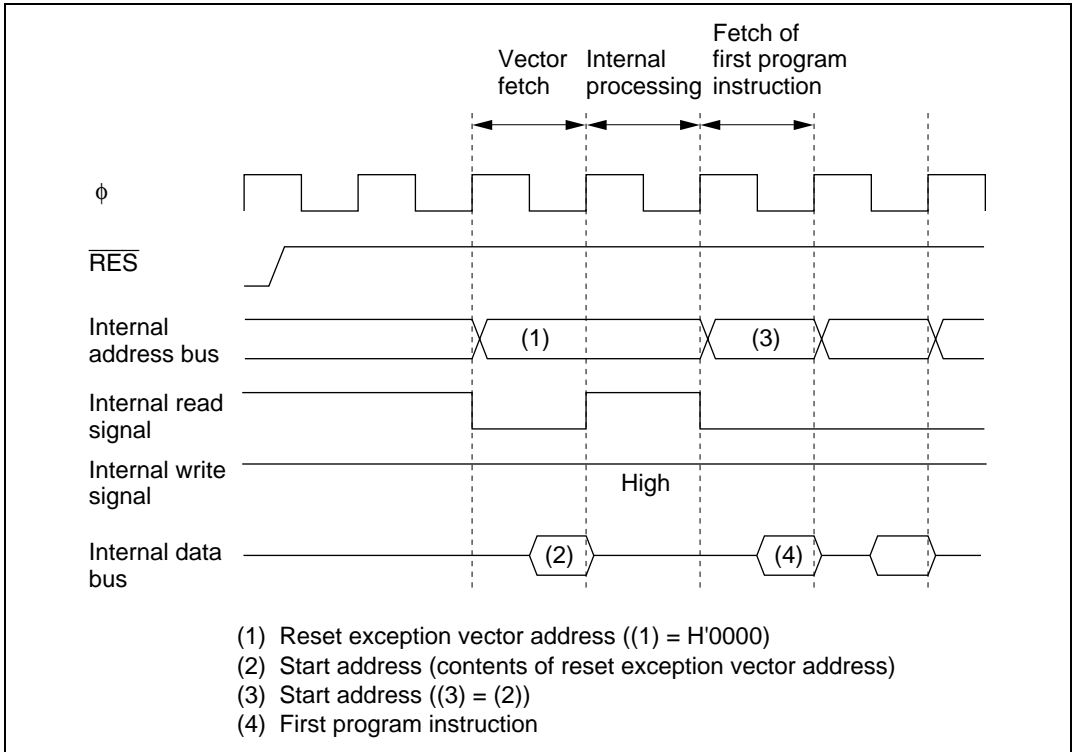 Vector fetch
Internal processing
Fetch of first program instruction
ϕ
RES
Internal address bus
(1)
(3)
Internal read signal
Internal write signal
High
Internal data bus
(2)
(4)
(1) Reset exception vector address ((1) = H'0000)
(2) Start address (contents of reset exception vector address)
(3) Start address ((3) = (2))
(4) First program instruction